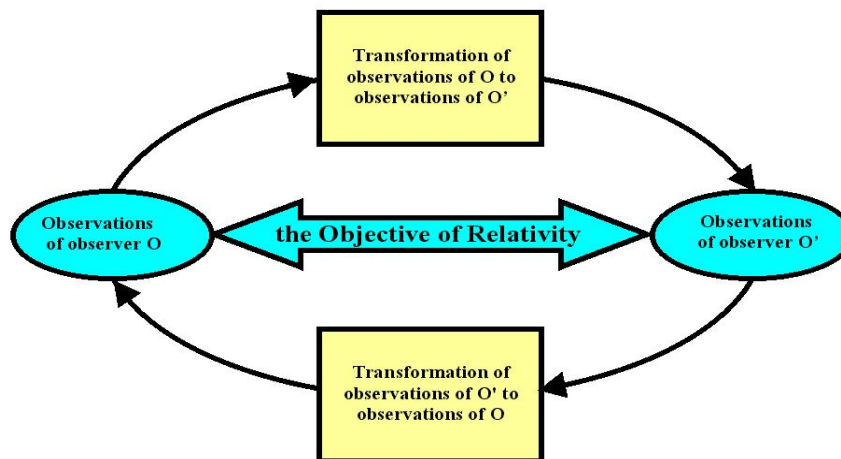 Transformation of
observations of O to
observations of O’
Observations
of observer O
the Objective of Relativity
Observations
of observer O’
Transformation of
observations of O' to
observations of O